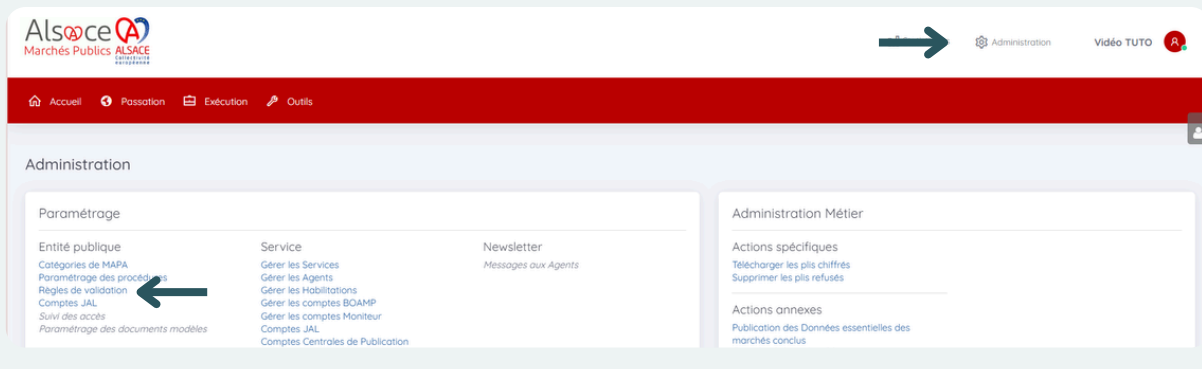 Alsace
Marchés Publics ALSACE
Collectivité
européenne
Administration
Vidéo TUTO
A
Accueil
Passation
Exécution
Outils
Administration
Paramétrage
Entité publique
Catégories de MAPA
Paramétrage des procédures
Règles de validation
Comptes JAL
Suivi des accès
Paramétrage des documents modèles
Service
Gérer les Services
Gérer les Agents
Gérer les Habilitations
Gérer les comptes BOAMP
Gérer les comptes Moniteur
Comptes JAL
Comptes Centrales de Publication
Newsletter
Messages aux Agents
Administration Métier
Actions spécifiques
Télécharger les plis chiffrés
Supprimer les plis refusés
Actions annexes
Publication des Données essentielles des
marchés conclus